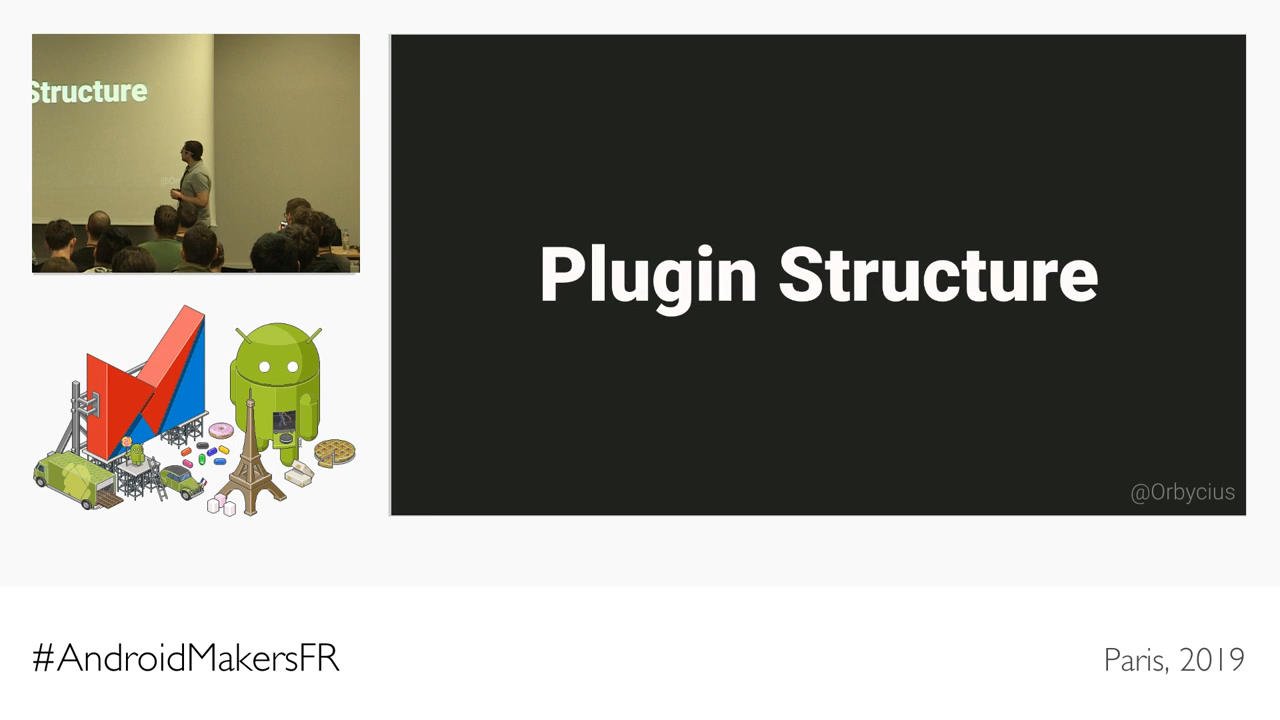 Structure
Plugin Structure
@Orbycius
#AndroidMakersFR
Paris, 2019